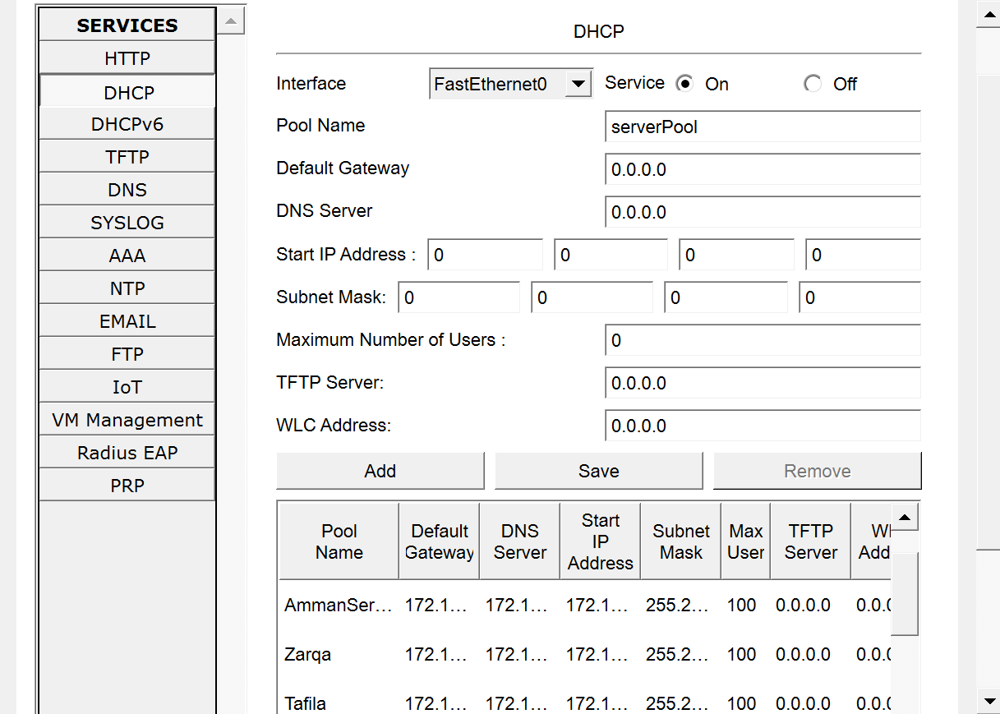 SERVICES
HTTP
DHCP
DHCPv6
TFTP
DNS
SYSLOG
AAA
NTP
EMAIL
FTP
IoT
VM Management
Radius EAP
PRP
DHCP
Interface FastEthernet0 Service On Off
Pool Name serverPool
Default Gateway 0.0.0.0
DNS Server 0.0.0.0
Start IP Address : 0 0 0 0
Subnet Mask: 0 0 0 0
Maximum Number of Users : 0
TFTP Server: 0.0.0.0
WLC Address: 0.0.0.0
Add Save Remove
Pool Name Default Gateway DNS Server Start IP Address Subnet Mask Max User TFTP Server
AmmanSer... 172.1... 172.1... 172.1... 255.2... 100 0.0.0.0 0.0.
Zarqa 172.1... 172.1... 172.1... 255.2... 100 0.0.0.0 0.0.
Tafila 172.1... 172.1... 172.1... 255.2... 100 0.0.0.0 0.0.